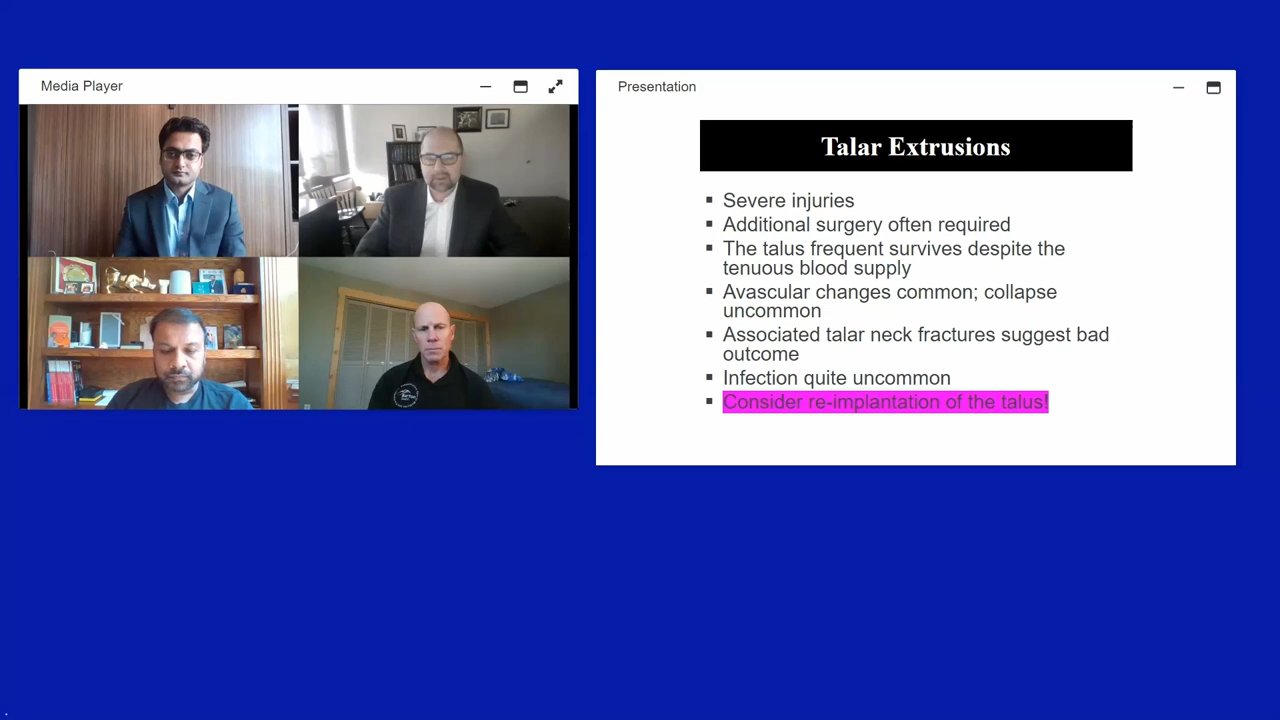 Media Player
Presentation
Talar Extrusions
Severe injuries
Additional surgery often required
The talus frequent survives despite the
tenuous blood supply
Avascular changes common; collapse
uncommon
Associated talar neck fractures suggest bad
outcome
Infection quite uncommon
Consider re-implantation of the talus!